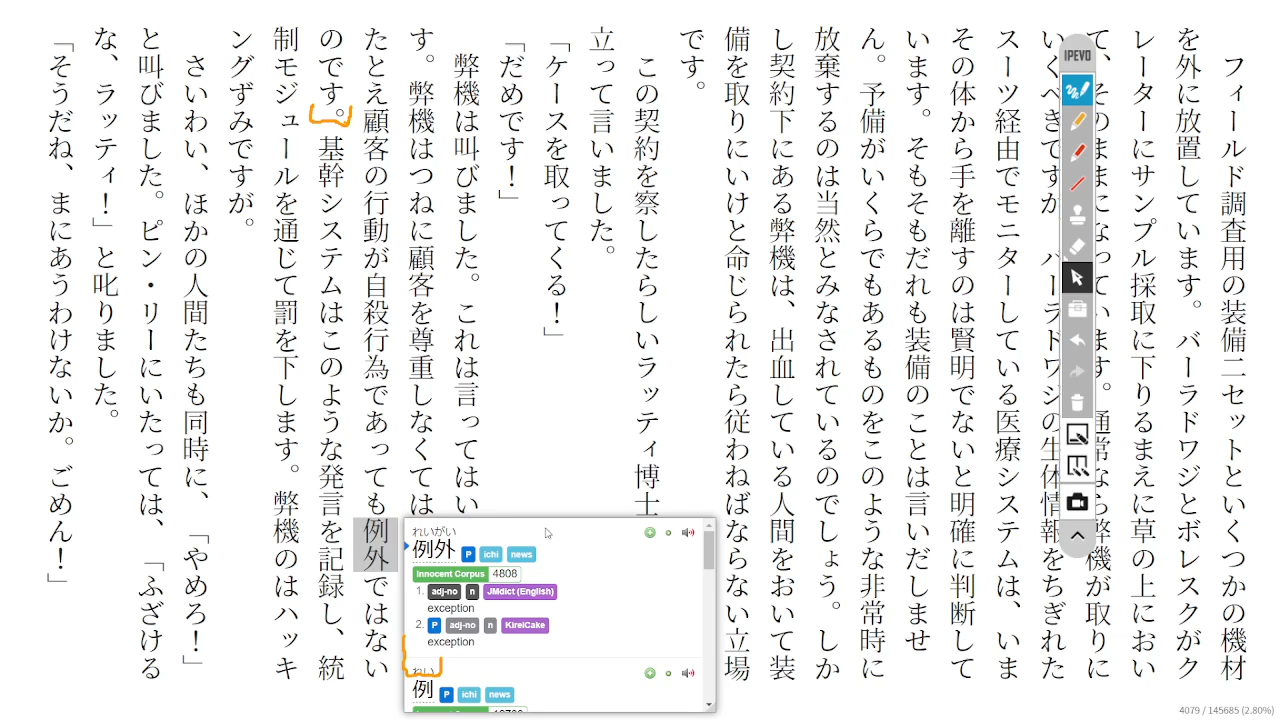 フィールド調査用の装備二セットといくつかの機材
を外に放置しています。バーラドワジとボレスクがク
レーターにサンプル採取に下りるまえに草の上におい
て、そのままになっています。通常なら弊機が取りに
いくべきですが、バーラドワジの生体情報をちぎれた
スーツ経由でモニターしている医療システムは、いま
その体から手を離すのは賢明でないと明確に判断して
います。そもそもだれも装備のことは言いだしませ
ん。予備がいくらでもあるものをこのような非常時に
放棄するのは当然とみなされているのでしょう。しか
し契約下にある弊機は、出血している人間をおいて装
備を取りにいけと命じられたら従わねばならない立場
です。
この契約を察したらしいラッティ博士
立って言いました。
「ケースを取ってくる！」
「だめです！」
弊機は叫びました。これは言ってはい
す。弊機はつねに顧客を尊重しなくては
たとえ顧客の行動が自殺行為であっても例外ではない
のです。基幹システムはこのような発言を記録し、統
制モジュールを通じて罰を下します。弊機のはハッキ
ングずみですが。
さいわい、ほかの人間たちも同時に、「やめろ！」
と叫びました。ピン・リーにいたっては、「ふざける
な、ラッティ！」と叱りました。
「そうだね、まにあうわけないか。ごめん！」
IPEVO
れいがい
例外 P ichi news
Innocent Corpus 4808
1. adj-no n JMdict (English)
exception
2. P adj-no n KireiCake
exception
れい
例 P ichi news
4079 / 145685 (2.80%)